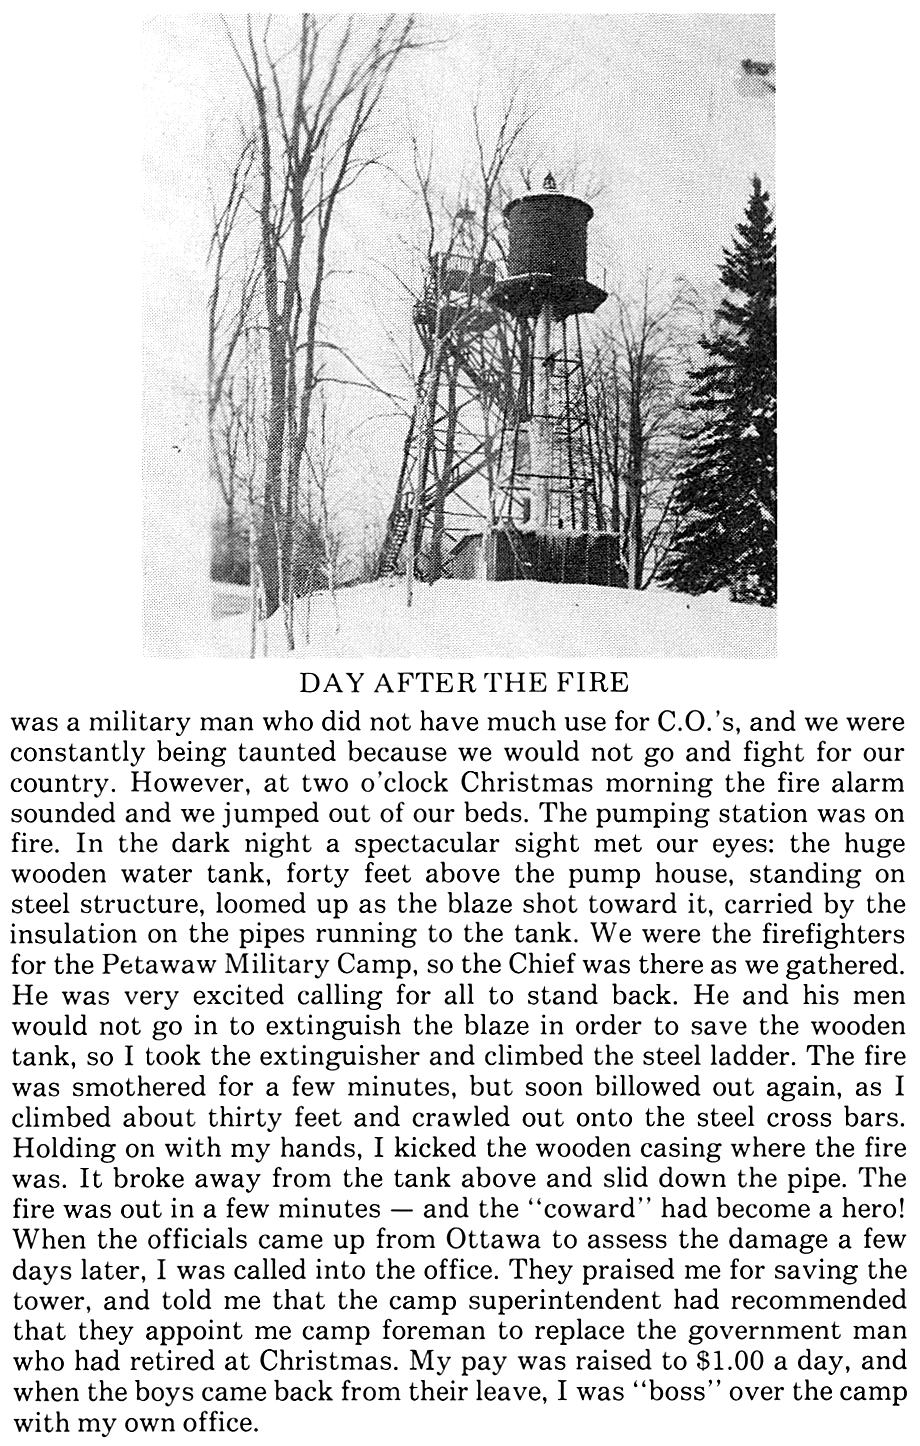 DAY AFTER THE FIRE
was a military man who did not have much use for C.O.'s, and we were
constantly being taunted because we would not go and fight for our
country. However, at two o'clock Christmas morning the fire alarm
sounded and we jumped out of our beds. The pumping station was on
fire. In the dark night a spectacular sight met our eyes: the huge
wooden water tank, forty feet above the pump house, standing on
steel structure, loomed up as the blaze shot toward it, carried by the
insulation on the pipes running to the tank. We were the firefighters
for the Petawaw Military Camp, so the Chief was there as we gathered.
He was very excited calling for all to stand back. He and his men
would not go in to extinguish the blaze in order to save the wooden
tank, so I took the extinguisher and climbed the steel ladder. The fire
was smothered for a few minutes, but soon billowed out again, as I
climbed about thirty feet and crawled out onto the steel cross bars.
Holding on with my hands, I kicked the wooden casing where the fire
was. It broke away from the tank above and slid down the pipe. The
fire was out in a few minutes — and the "coward" had become a hero!
When the officials came up from Ottawa to assess the damage a few
days later, I was called into the office. They praised me for saving the
tower, and told me that the camp superintendent had recommended
that they appoint me camp foreman to replace the government man
who had retired at Christmas. My pay was raised to $1.00 a day, and
when the boys came back from their leave, I was "boss" over the camp
with my own office.